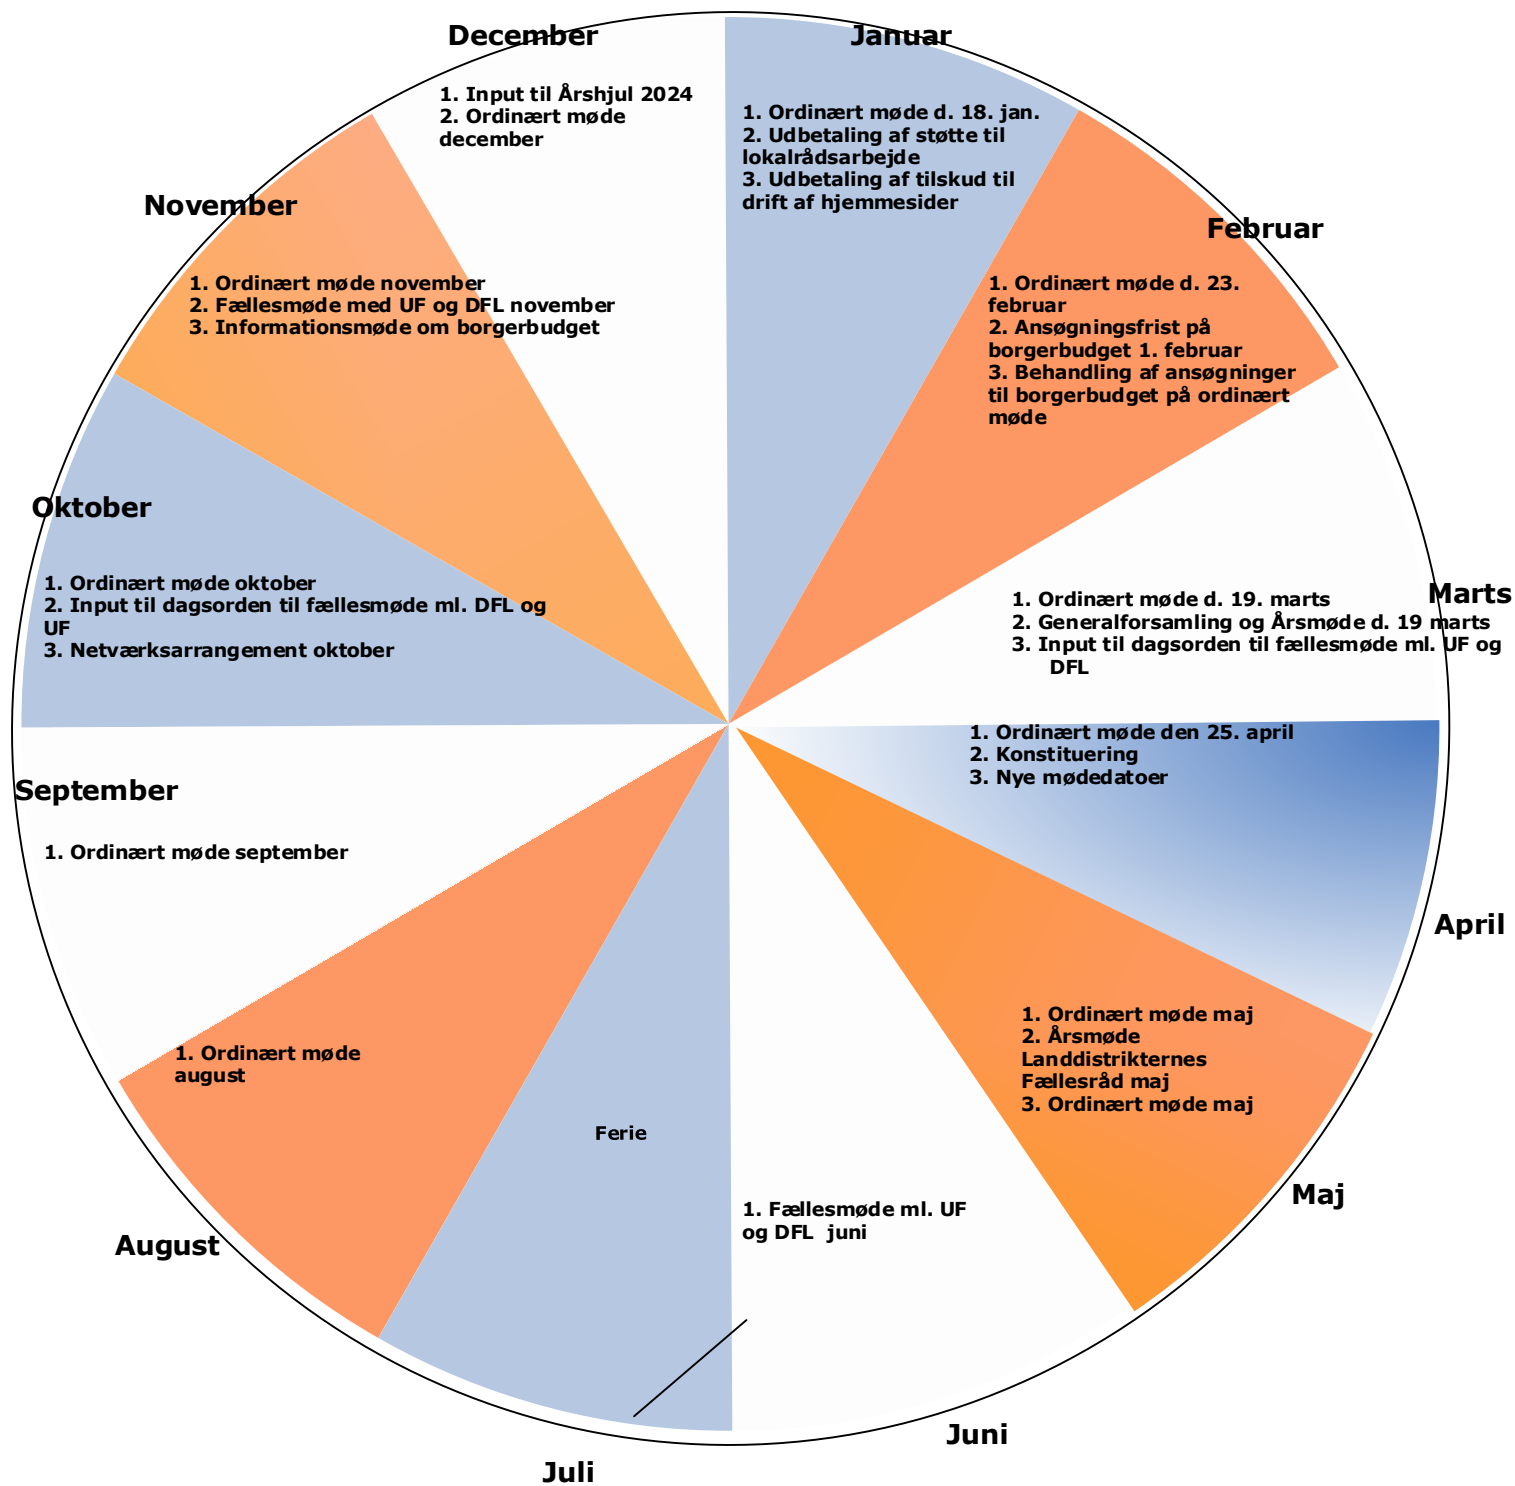 Januar
1. Ordinært møde d. 18. jan.
2. Udbetaling af støtte til
lokalrådsarbejde
3. Udbetaling af tilskud til
drift af hjemmesider
Februar
1. Ordinært møde d. 23.
februar
2. Ansøgningsfrist på
borgerbudget 1. februar
3. Behandling af ansøgninger
til borgerbudget på ordinært
møde
Marts
1. Ordinært møde d. 19. marts
2. Generalforsamling og Årsmøde d. 19 marts
3. Input til dagsorden til fællesmøde ml. UF og
DFL
April
1. Ordinært møde den 25. april
2. Konstituering
3. Nye mødedatoer
Maj
1. Ordinært møde maj
2. Årsmøde
Landdistrikternes
Fællesråd maj
3. Ordinært møde maj
Juni
1. Fællesmøde ml. UF
og DFL  juni
Juli
Ferie
August
1. Ordinært møde
august
September
1. Ordinært møde september
Oktober
1. Ordinært møde oktober
2. Input til dagsorden til fællesmøde ml. DFL og
UF
3. Netværksarrangement oktober
November
1. Ordinært møde november
2. Fællesmøde med UF og DFL november
3. Informationsmøde om borgerbudget
December
1. Input til Årshjul 2024
2. Ordinært møde
december